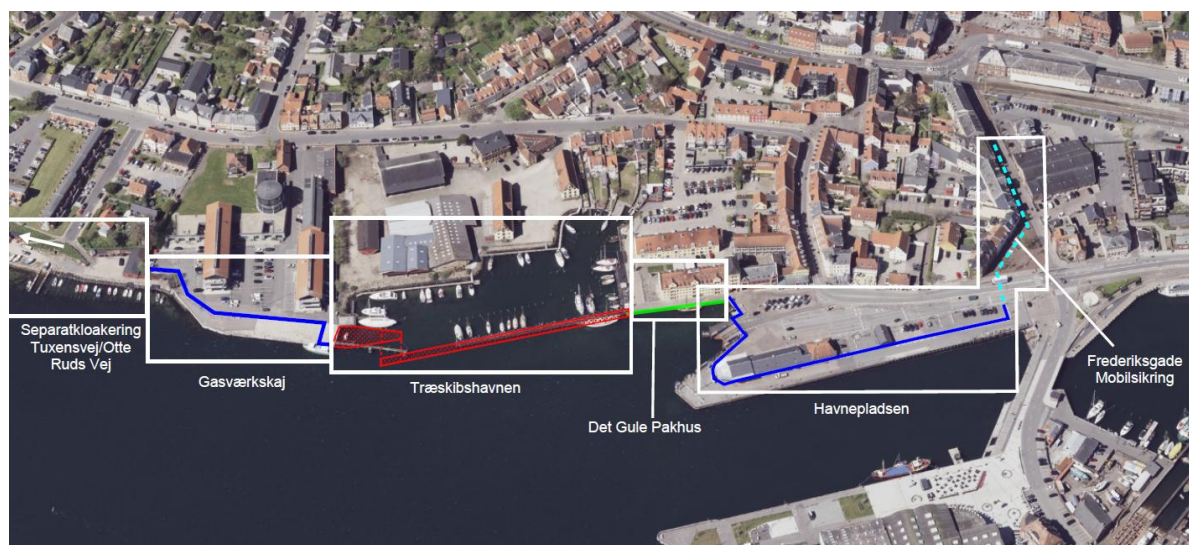 Separatkloakering
Tuxensvej/Otte
Ruds Vej
Gasværkskaj
Træskibshavnen
Det Gule Pakhus
Havnepladsen
Frederiksgade
Mobilsikring